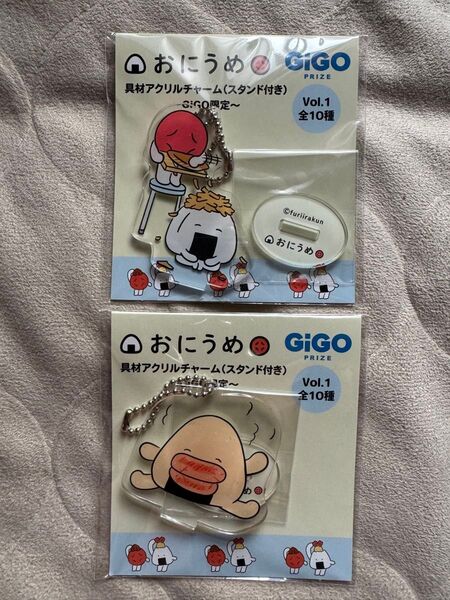 おにうめ
GiGO
PRIZE
具材アクリルチャーム(スタンド付き)
~GiGO限定~
Vol.1
全10種
©furiirakun
おにうめ
おにうめ
GiGO
PRIZE
具材アクリルチャーム(スタンド付き)
限定~
Vol.1
全10種